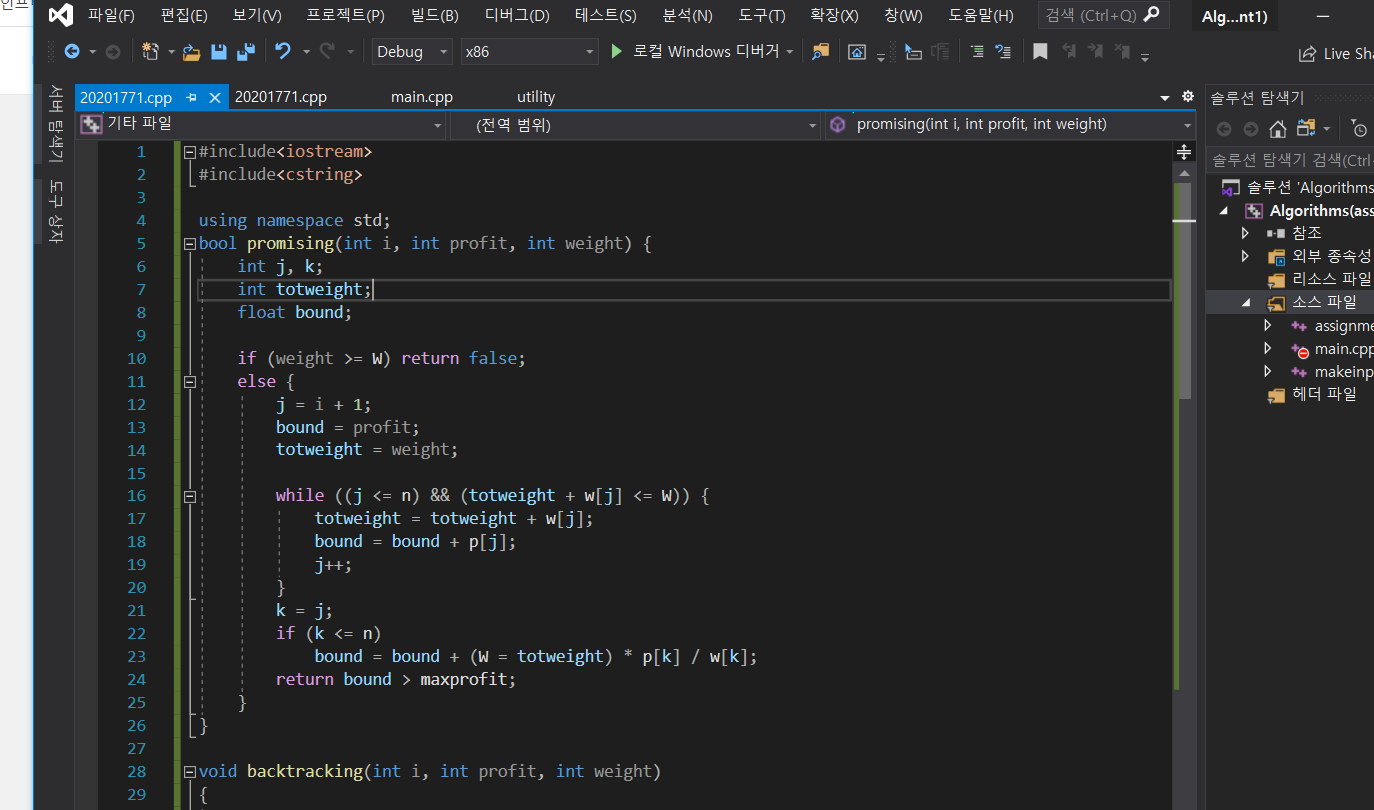 파일(F) 편집(E) 보기(V) 프로젝트(P) 빌드(B) 디버그(D) 테스트(S) 분석(N) 도구(T) 확장(X) 창(W) 도움말(H) 검색 (Ctrl+Q) Alg...nt1)
Debug x86 로컬 Windows 디버거 Live Sha
서버 탐색기
도구 상자
20201771.cpp 20201771.cpp main.cpp utility
기타 파일 (전역 범위) promising(int i, int profit, int weight)
1 #include<iostream>
2 #include<cstring>
3
4 using namespace std;
5 bool promising(int i, int profit, int weight) {
6 int j, k;
7 int totweight;
8 float bound;
9
10 if (weight >= W) return false;
11 else {
12 j = i + 1;
13 bound = profit;
14 totweight = weight;
15
16 while ((j <= n) && (totweight + w[j] <= W)) {
17 totweight = totweight + w[j];
18 bound = bound + p[j];
19 j++;
20 }
21 k = j;
22 if (k <= n)
23 bound = bound + (W = totweight) * p[k] / w[k];
24 return bound > maxprofit;
25 }
26 }
27
28 void backtracking(int i, int profit, int weight)
29 {
솔루션 탐색기
솔루션 탐색기 검색(Ctrl
솔루션 'Algorithms
Algorithms(ass
참조
외부 종속성
리소스 파일
소스 파일
assignme
main.cpp
makeinp
헤더 파일